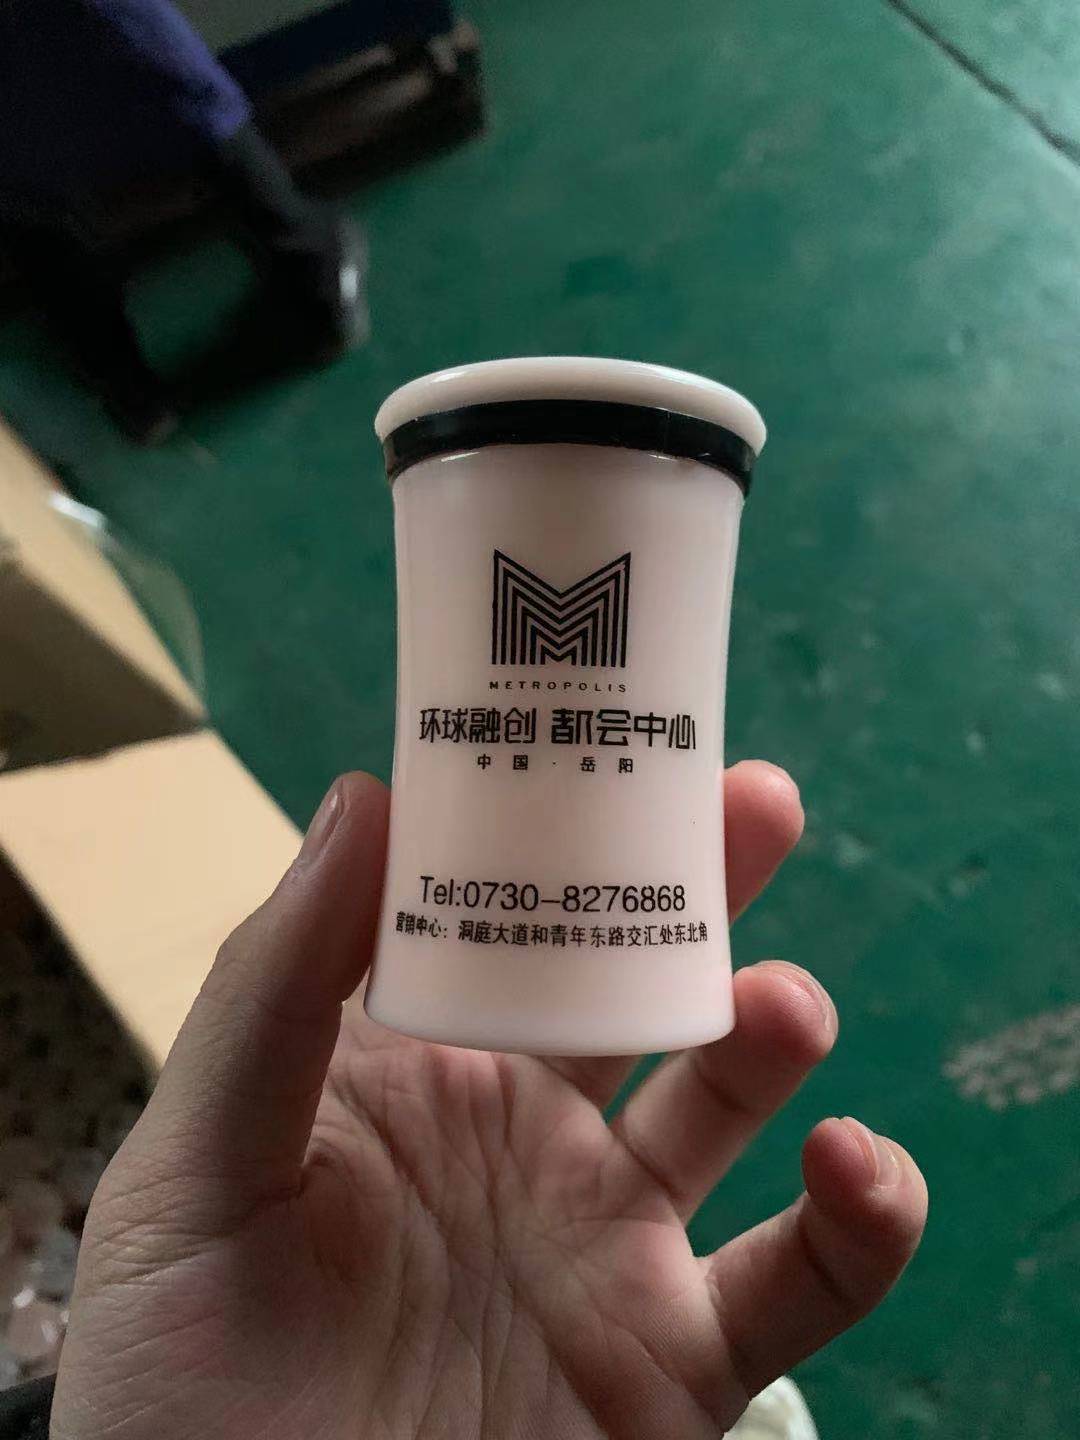 METROPOLIS
环球融创 都会中心
中国·岳阳
Tel:0730-8276868
营销中心：洞庭大道和青年东路交汇处东北角